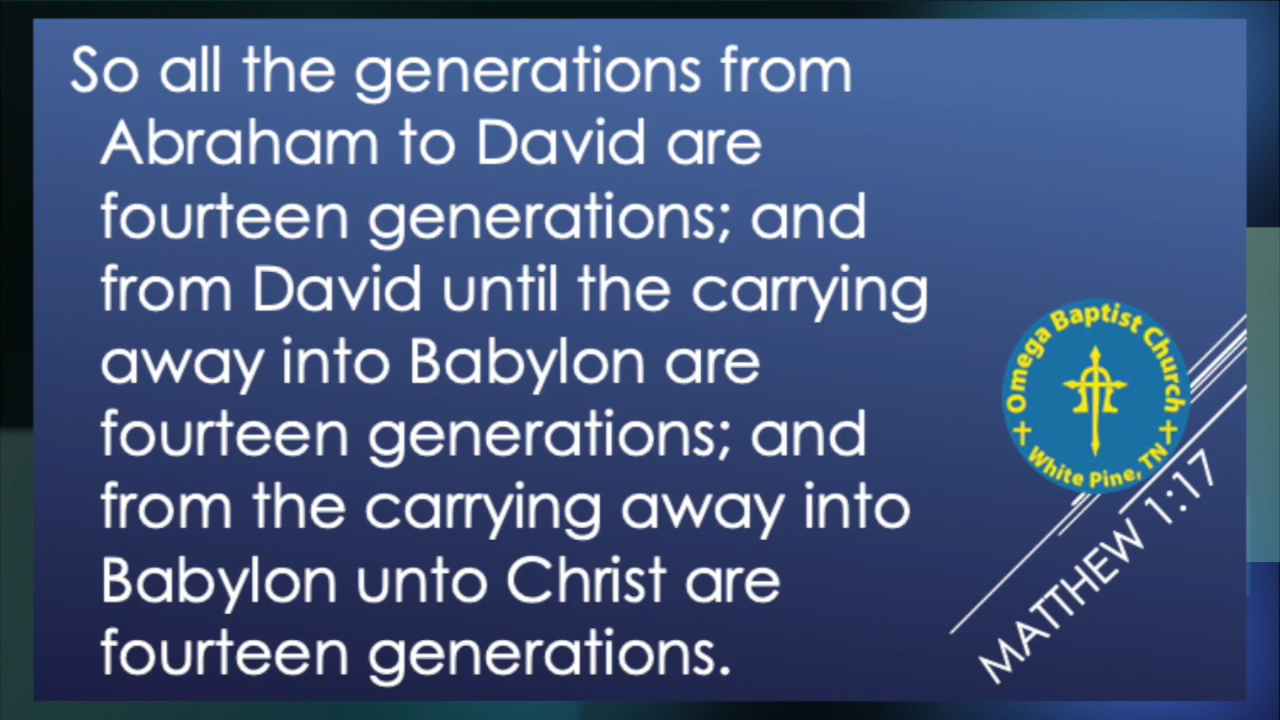 So all the generations from
Abraham to David are
fourteen generations; and
from David until the carrying
away into Babylon are
fourteen generations; and
from the carrying away into
Babylon unto Christ are
fourteen generations.
Omega Baptist Church
White Pine, TN
MATTHEW 1:17